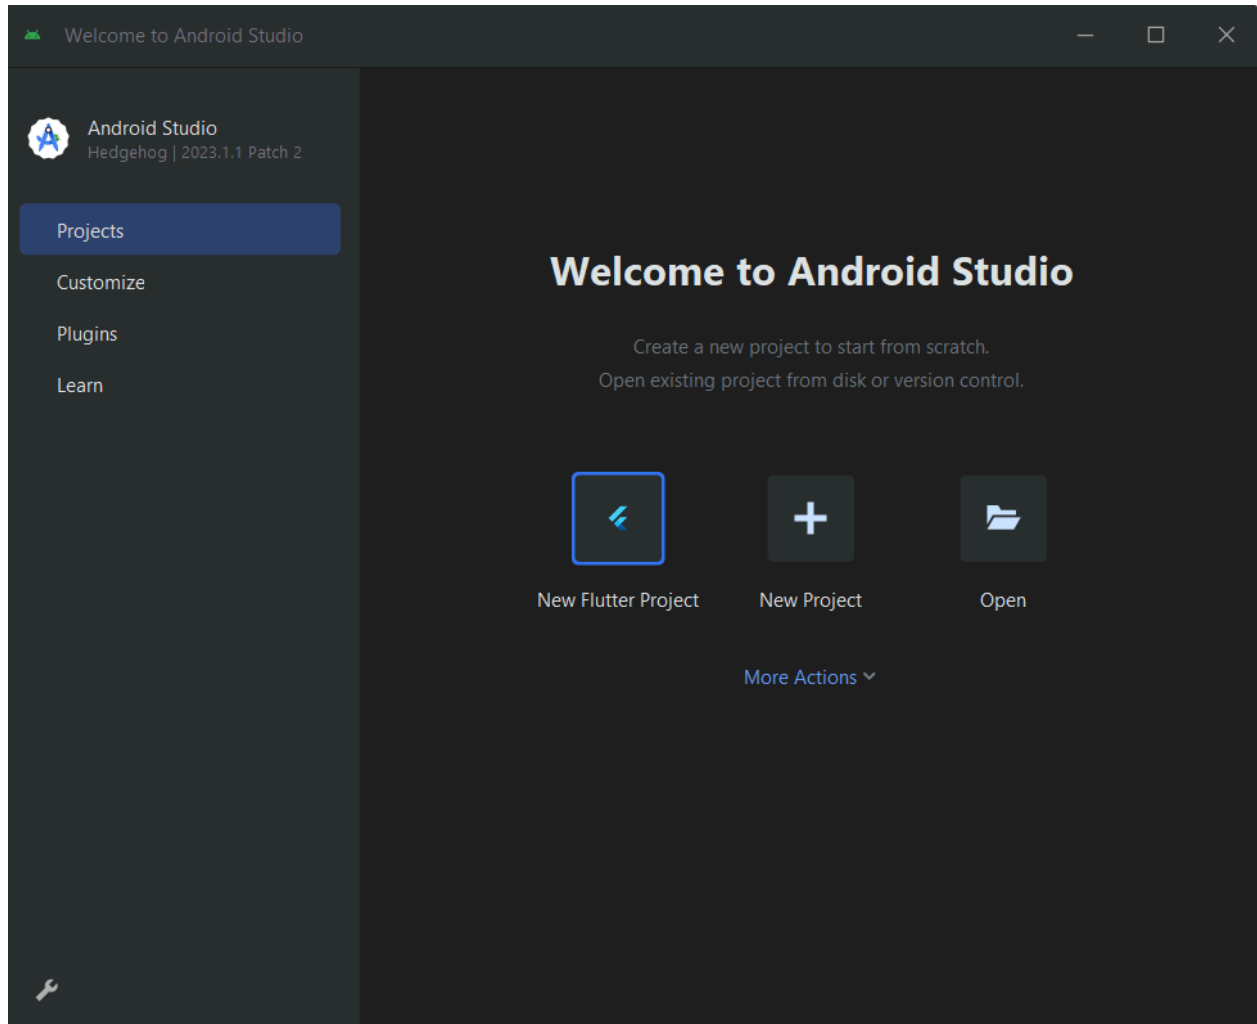 Welcome to Android Studio
Android Studio
Hedgehog | 2023.1.1 Patch 2
Projects
Customize
Plugins
Learn
Welcome to Android Studio
Create a new project to start from scratch.
Open existing project from disk or version control.
New Flutter Project
New Project
Open
More Actions